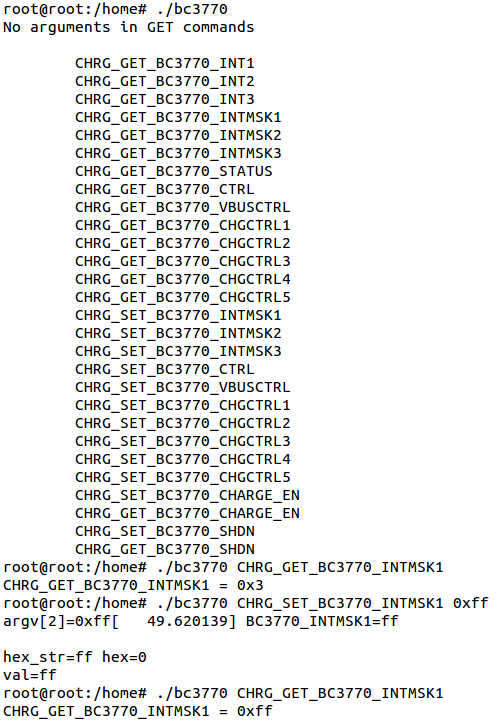 root@root:/home# ./bc3770
No arguments in GET commands
CHRG_GET_BC3770_INT1
CHRG_GET_BC3770_INT2
CHRG_GET_BC3770_INT3
CHRG_GET_BC3770_INTMSK1
CHRG_GET_BC3770_INTMSK2
CHRG_GET_BC3770_INTMSK3
CHRG_GET_BC3770_STATUS
CHRG_GET_BC3770_CTRL
CHRG_GET_BC3770_VBUSCTRL
CHRG_GET_BC3770_CHGCTRL1
CHRG_GET_BC3770_CHGCTRL2
CHRG_GET_BC3770_CHGCTRL3
CHRG_GET_BC3770_CHGCTRL4
CHRG_GET_BC3770_CHGCTRL5
CHRG_SET_BC3770_INTMSK1
CHRG_SET_BC3770_INTMSK2
CHRG_SET_BC3770_INTMSK3
CHRG_SET_BC3770_CTRL
CHRG_SET_BC3770_VBUSCTRL
CHRG_SET_BC3770_CHGCTRL1
CHRG_SET_BC3770_CHGCTRL2
CHRG_SET_BC3770_CHGCTRL3
CHRG_SET_BC3770_CHGCTRL4
CHRG_SET_BC3770_CHGCTRL5
CHRG_SET_BC3770_CHARGE_EN
CHRG_GET_BC3770_CHARGE_EN
CHRG_SET_BC3770_SHDN
CHRG_GET_BC3770_SHDN
root@root:/home# ./bc3770 CHRG_GET_BC3770_INTMSK1
CHRG_GET_BC3770_INTMSK1 = 0x3
root@root:/home# ./bc3770 CHRG_SET_BC3770_INTMSK1 0xff
argv[2]=0xff[   49.620139] BC3770_INTMSK1=ff
hex_str=ff hex=0
val=ff
root@root:/home# ./bc3770 CHRG_GET_BC3770_INTMSK1
CHRG_GET_BC3770_INTMSK1 = 0xff